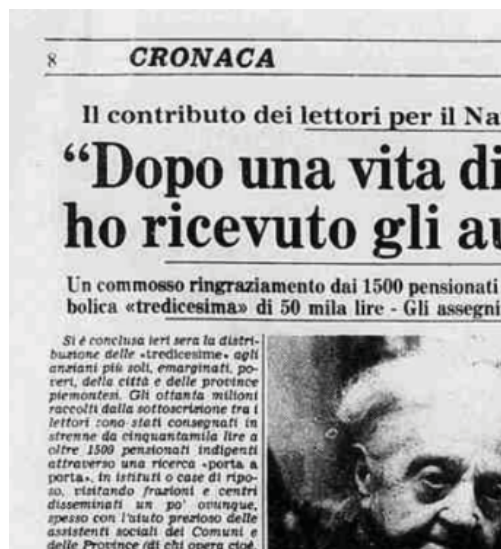 8 CRONACA
Il contributo dei lettori per il Na
“Dopo una vita di
ho ricevuto gli au
Un commosso ringraziamento dai 1500 pensionati
bolica «tredicesima» di 50 mila lire - Gli assegni
Si è conclusa ieri sera la distri-
buzione delle «tredicesime» agli
anziani più soli, emarginati, po-
veri, della città e delle province
piemontesi. Gli ottanta milioni
raccolti dalla sottoscrizione tra i
lettori sono stati consegnati in
strenne da cinquantamila lire a
oltre 1500 pensionati indigenti
attraverso una ricerca «porta a
porta», in istituti o case di ripo-
so, visitando frazioni e centri
disseminati un po' ovunque,
spesso con l'aiuto prezioso delle
assistenti sociali dei Comuni e
delle Province (di chi opera cioè,